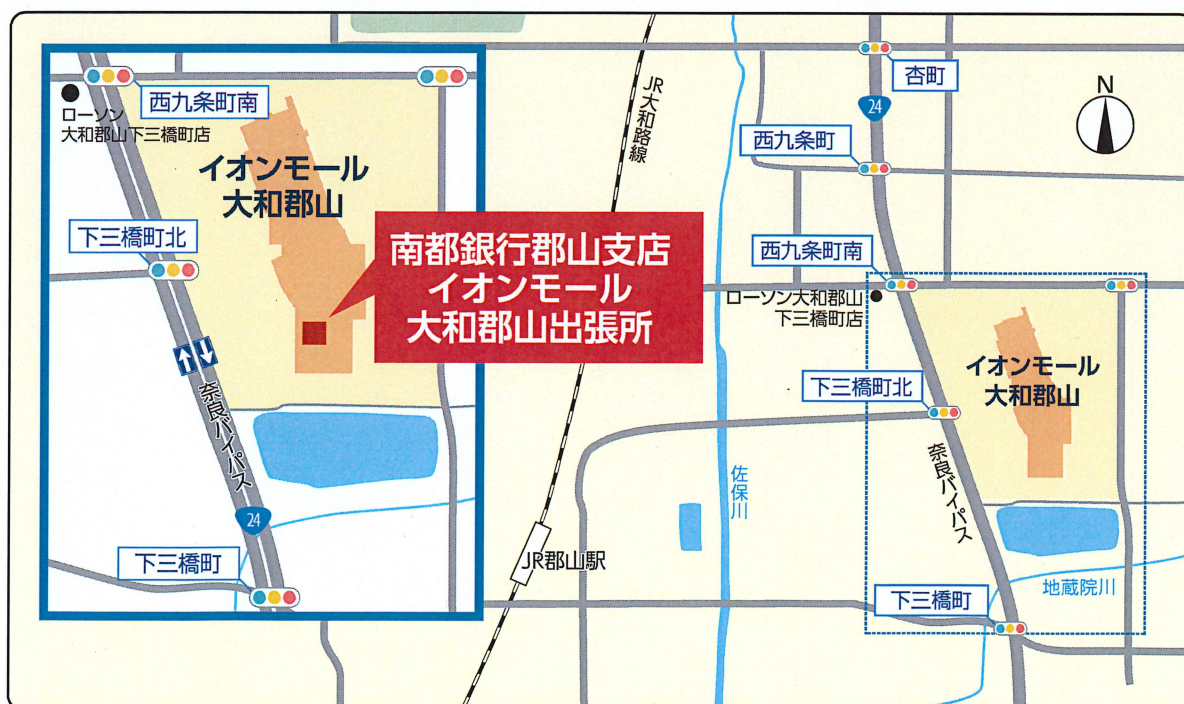 西九条町南
ローソン
大和郡山下三橋町店
イオンモール
大和郡山
下三橋町北
南都銀行郡山支店
イオンモール
大和郡山出張所
奈良バイパス
24
下三橋町
JR大和路線
JR郡山駅
佐保川
杏町
24
N
西九条町
西九条町南
ローソン大和郡山
下三橋町店
イオンモール
大和郡山
下三橋町北
奈良バイパス
地蔵院川
下三橋町